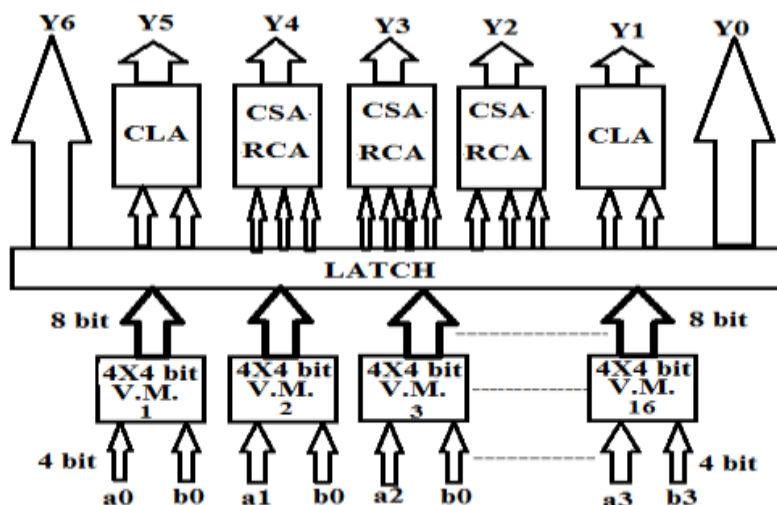 Y6 Y5 Y4 Y3 Y2 Y1 Y0
CLA CSA CSA CSA CLA
RCA RCA RCA
LATCH
8 bit 8 bit
4X4 bit 4X4 bit 4X4 bit 4X4 bit
V.M. V.M. V.M. V.M.
1 2 3 16
4 bit 4 bit
a0 b0 a1 b0 a2 b0 a3 b3